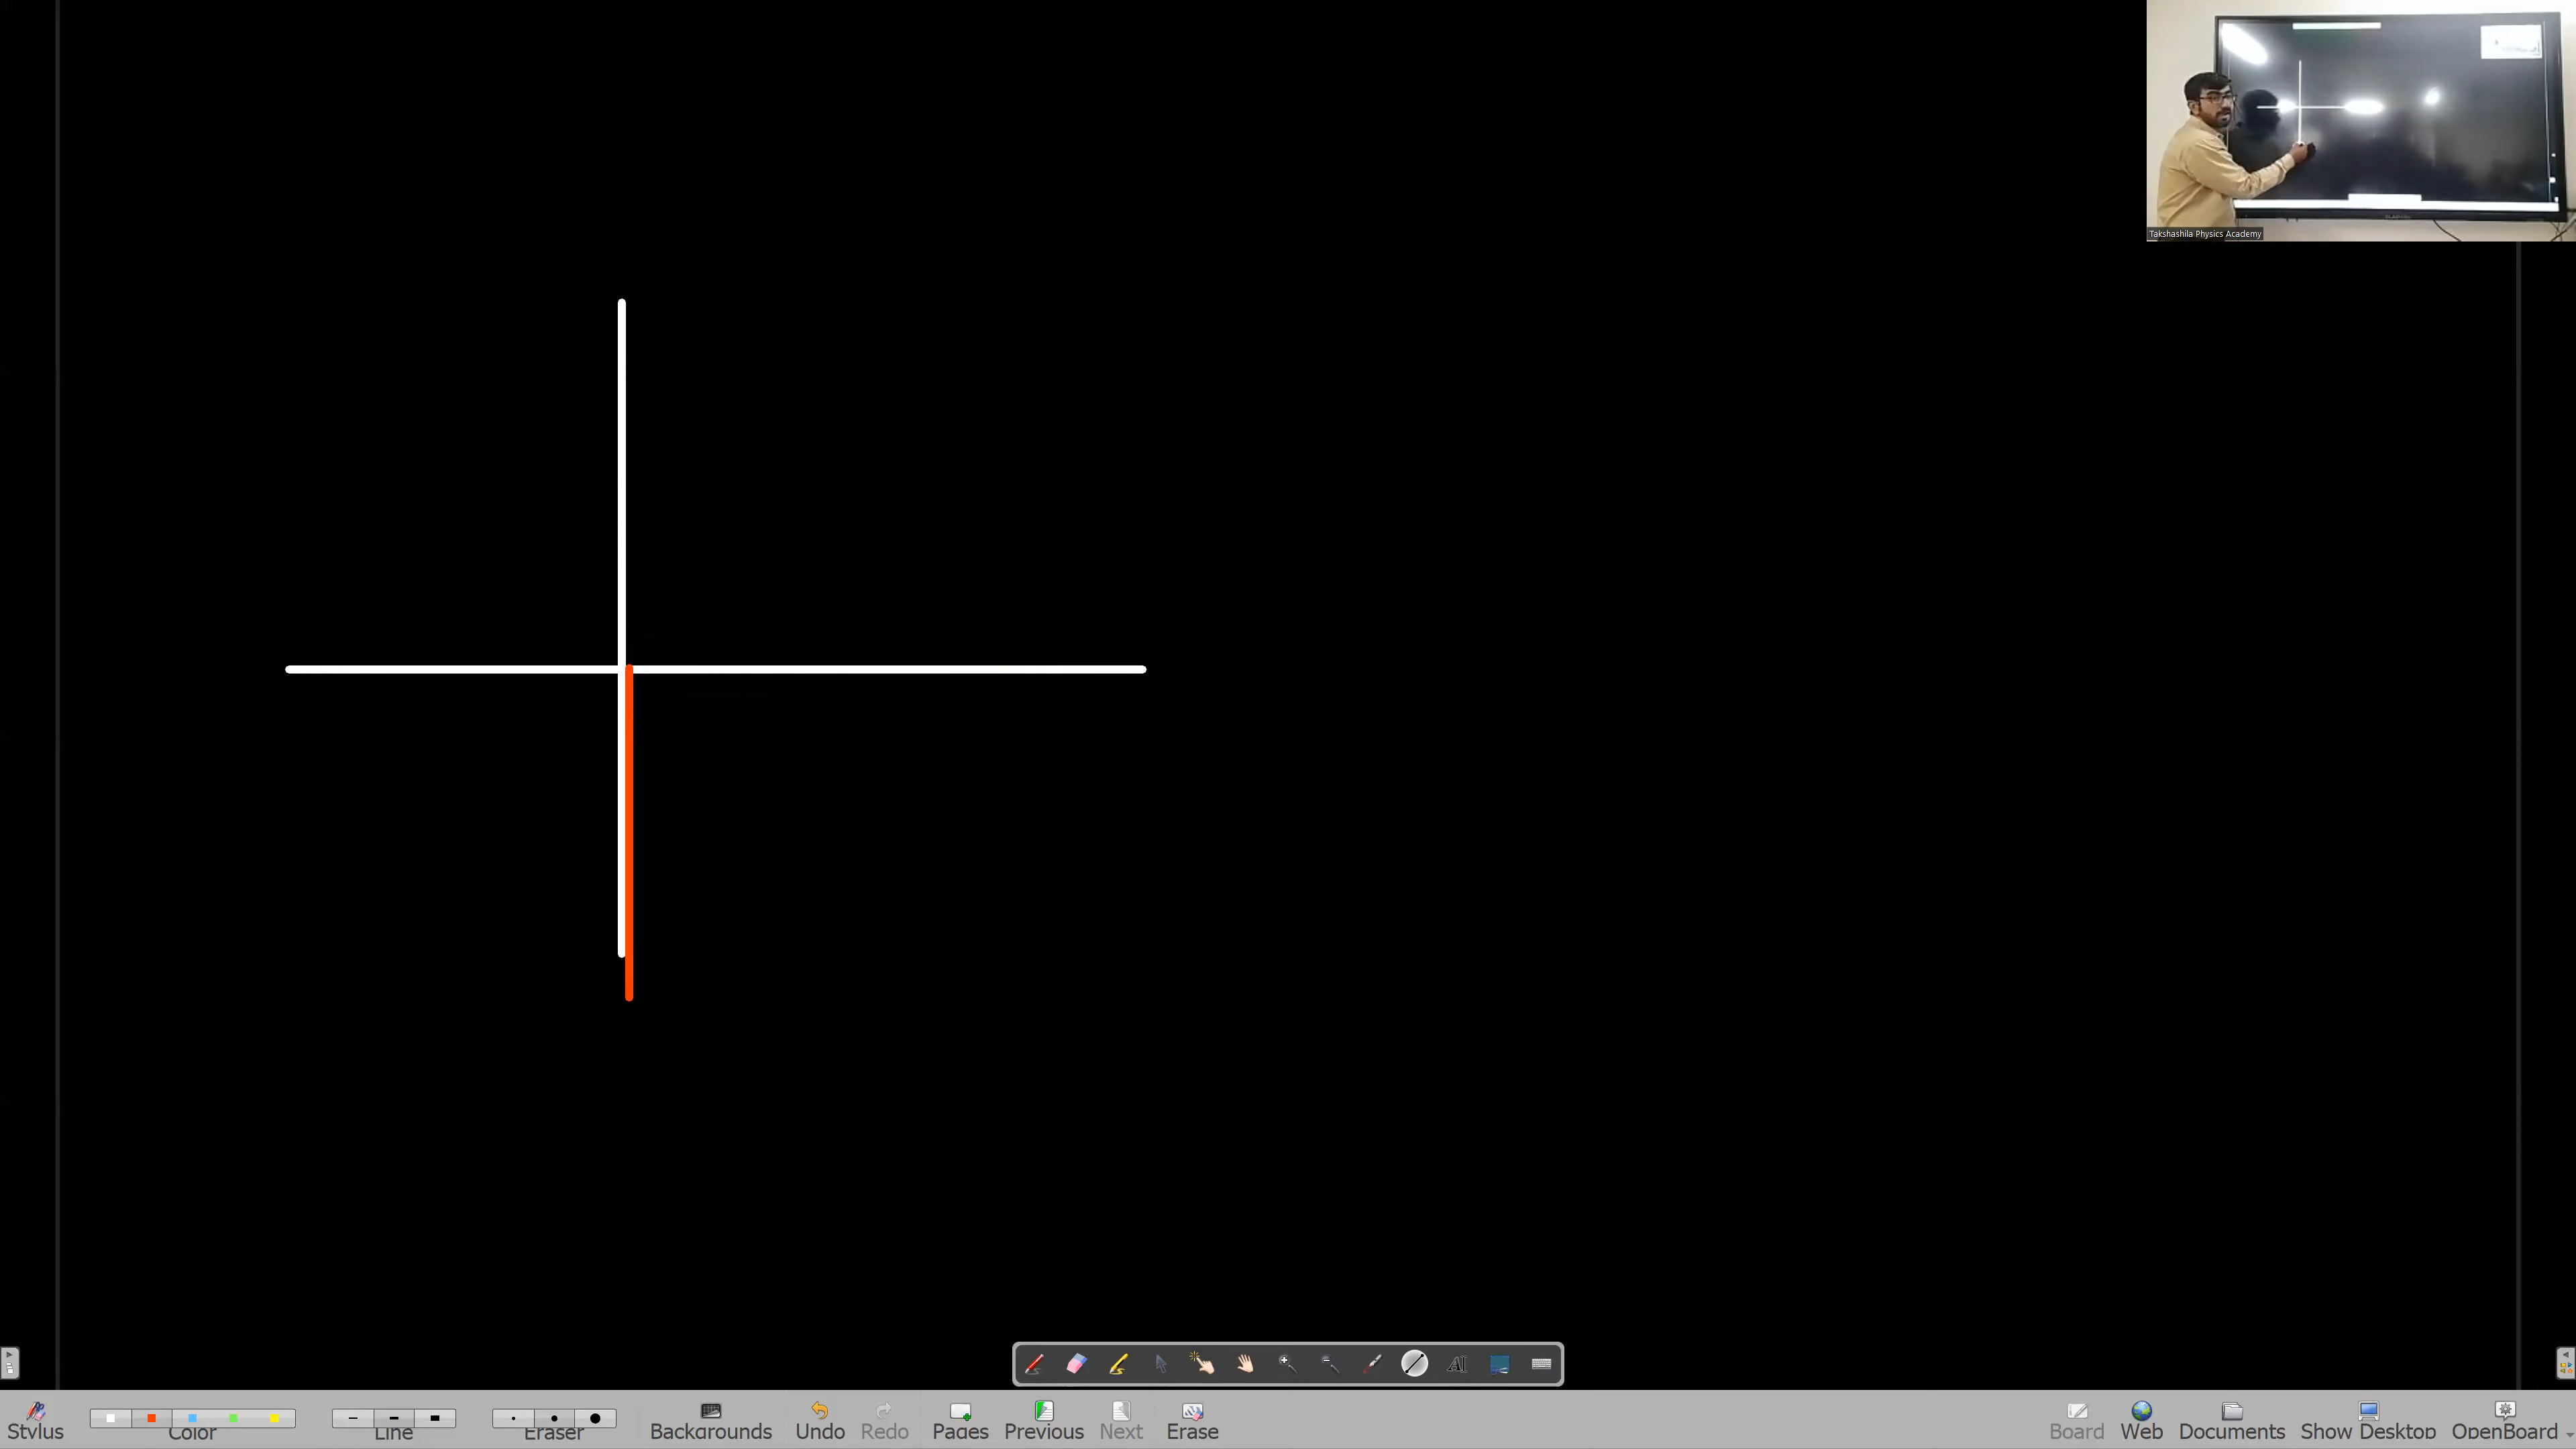 Takshashila Physics Academy
AI
Stylus Color Line Eraser Backgrounds Undo Redo Pages Previous Next Erase Board Web Documents Show Desktop OpenBoard